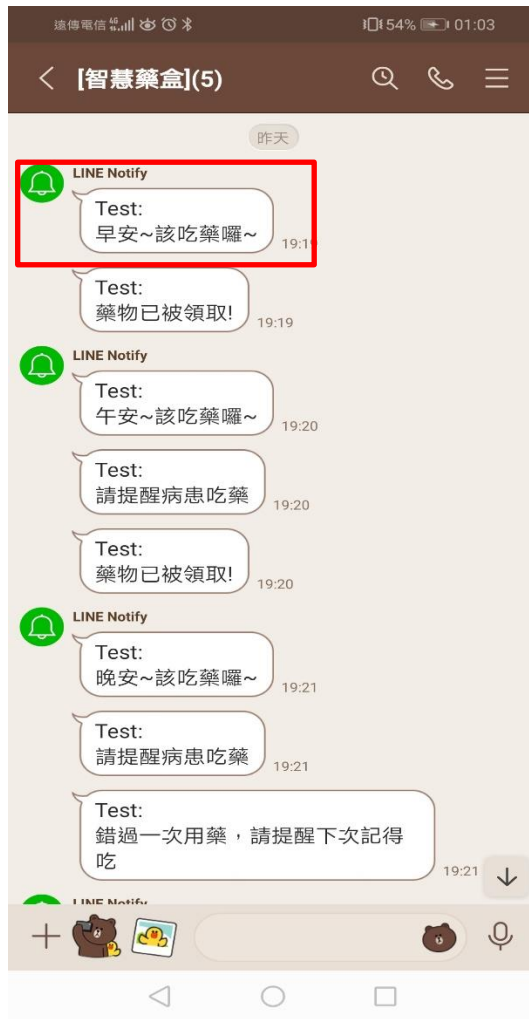 遠傳電信 46 54% 01:03
[智慧藥盒](5)
昨天
LINE Notify
Test:
早安~該吃藥囉~
19:19
Test:
藥物已被領取!
19:19
LINE Notify
Test:
午安~該吃藥囉~
19:20
Test:
請提醒病患吃藥
19:20
Test:
藥物已被領取!
19:20
LINE Notify
Test:
晚安~該吃藥囉~
19:21
Test:
請提醒病患吃藥
19:21
Test:
錯過一次用藥,請提醒下次記得
吃
19:21
LINE Notify